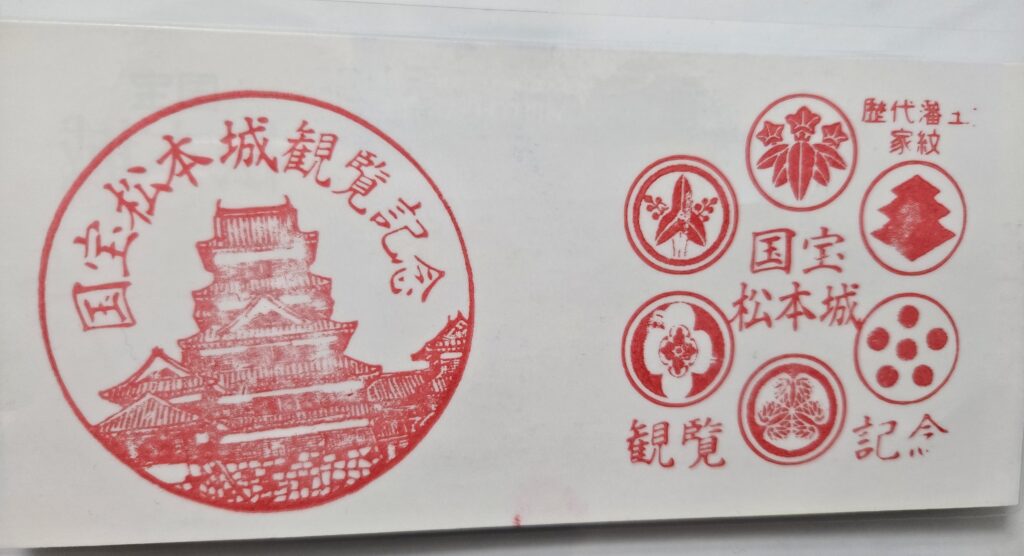 国宝松本城観覧記念
歴代藩主
家紋
国宝
松本城
観覧 記念